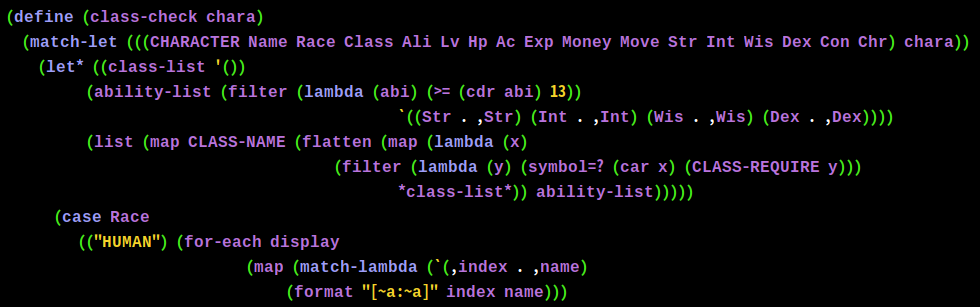 (define (class-check chara)
(match-let (((CHARACTER Name Race Class Ali Lv Hp Ac Exp Money Move Str Int Wis Dex Con Chr) chara))
(let* ((class-list '())
(ability-list (filter (lambda (abi) (>= (cdr abi) 13))
`((Str . ,Str) (Int . ,Int) (Wis . ,Wis) (Dex . ,Dex))))
(list (map CLASS-NAME (flatten (map (lambda (x)
(filter (lambda (y) (symbol=? (car x) (CLASS-REQUIRE y)))
*class-list*)) ability-list)))))
(case Race
(("HUMAN") (for-each display
(map (match-lambda (`(,index . ,name)
(format "[~a:~a]" index name)))